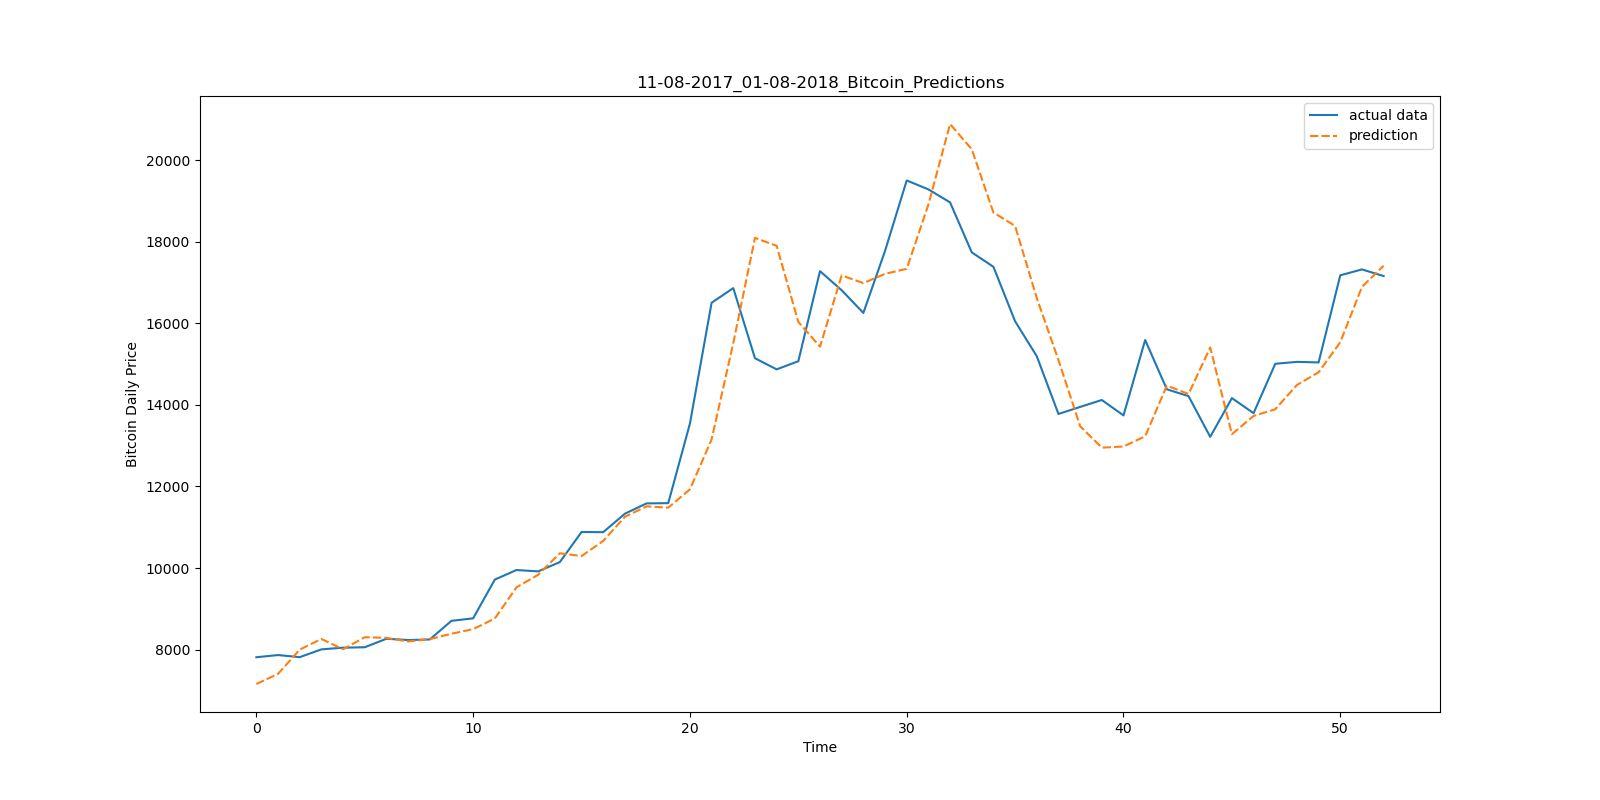 11-08-2017_01-08-2018_Bitcoin_Predictions
actual data
prediction
Bitcoin Daily Price
20000
18000
16000
14000
12000
10000
8000
0 10 20 30 40 50
Time